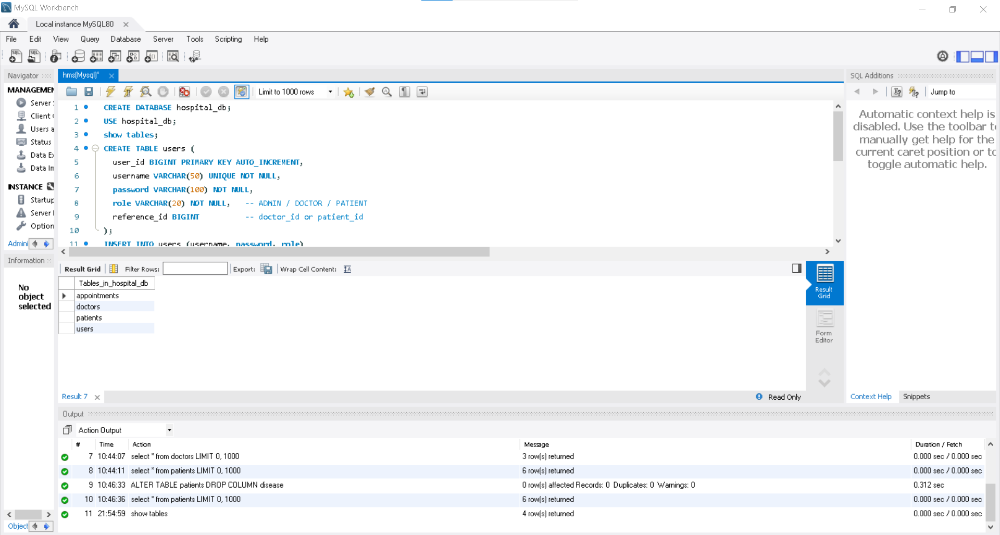 MySQL Workbench
Local instance MySQL80
File Edit View Query Database Server Tools Scripting Help
Navigator
MANAGEMEN
Server
Client
Users a
Status
Data Ex
Data Im
INSTANCE
Startup
Server
Option
Admini
Information
No
object
selected
Object
hms(Mysql)*
Limit to 1000 rows
1 CREATE DATABASE hospital_db;
2 USE hospital_db;
3 show tables;
4 CREATE TABLE users (
5 user_id BIGINT PRIMARY KEY AUTO_INCREMENT,
6 username VARCHAR(50) UNIQUE NOT NULL,
7 password VARCHAR(100) NOT NULL,
8 role VARCHAR(20) NOT NULL, -- ADMIN / DOCTOR / PATIENT
9 reference_id BIGINT -- doctor_id or patient_id
10 );
11 INSERT INTO users (username, password, role)
Result Grid Filter Rows: Export: Wrap Cell Content:
Tables_in_hospital_db
appointments
doctors
patients
users
Result
Grid
Form
Editor
Result 7
Read Only
SQL Additions
Jump to
Automatic context help is
disabled. Use the toolbar to
manually get help for the
current caret position or to
toggle automatic help.
Context Help Snippets
Output
Action Output
# Time Action Message Duration / Fetch
7 10:44:07 select * from doctors LIMIT 0, 1000 3 row(s) returned 0.000 sec / 0.000 sec
8 10:44:11 select * from patients LIMIT 0, 1000 6 row(s) returned 0.000 sec / 0.000 sec
9 10:46:33 ALTER TABLE patients DROP COLUMN disease 0 row(s) affected Records: 0 Duplicates: 0 Warnings: 0 0.312 sec
10 10:46:36 select * from patients LIMIT 0, 1000 6 row(s) returned 0.000 sec / 0.000 sec
11 21:54:59 show tables 4 row(s) returned 0.000 sec / 0.000 sec